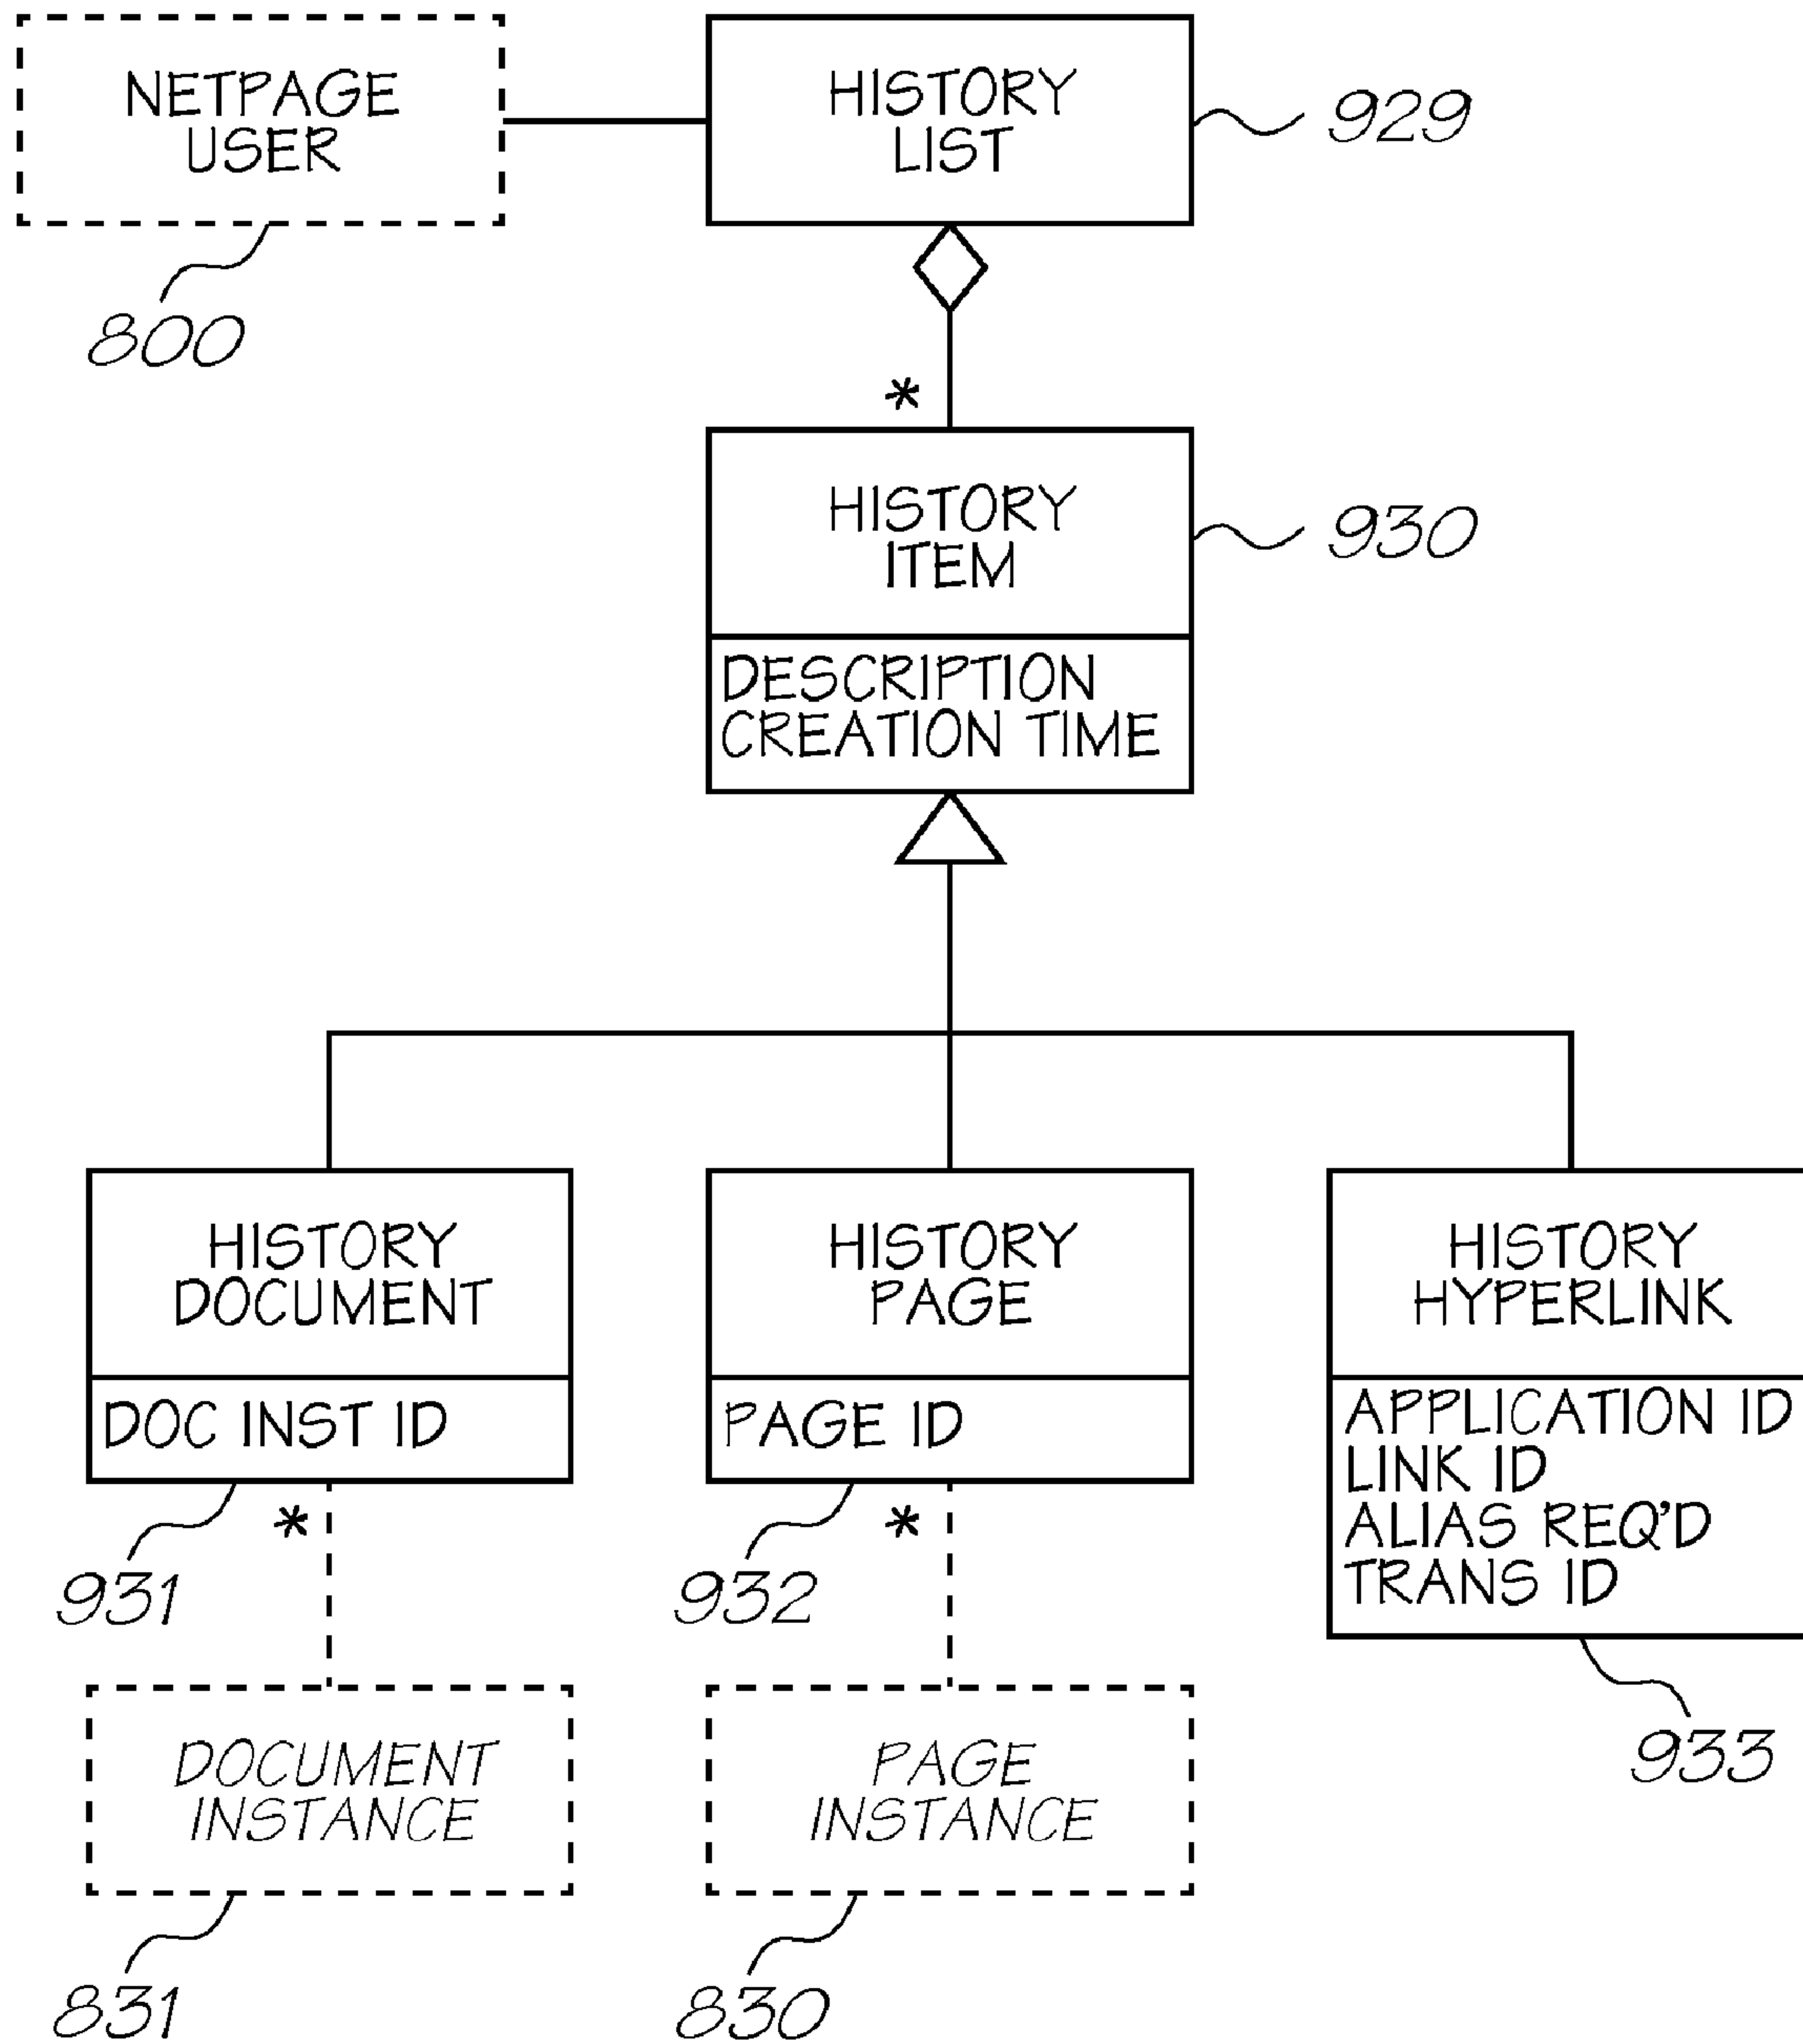 NETPAGE
USER
800
HISTORY
LIST
929
*
HISTORY
ITEM
930
DESCRIPTION
CREATION TIME
HISTORY
DOCUMENT
DOC INST ID
931
*
HISTORY
PAGE
PAGE ID
932
*
HISTORY
HYPERLINK
APPLICATION ID
LINK ID
ALIAS REQ'D
TRANS ID
933
DOCUMENT
INSTANCE
831
PAGE
INSTANCE
830